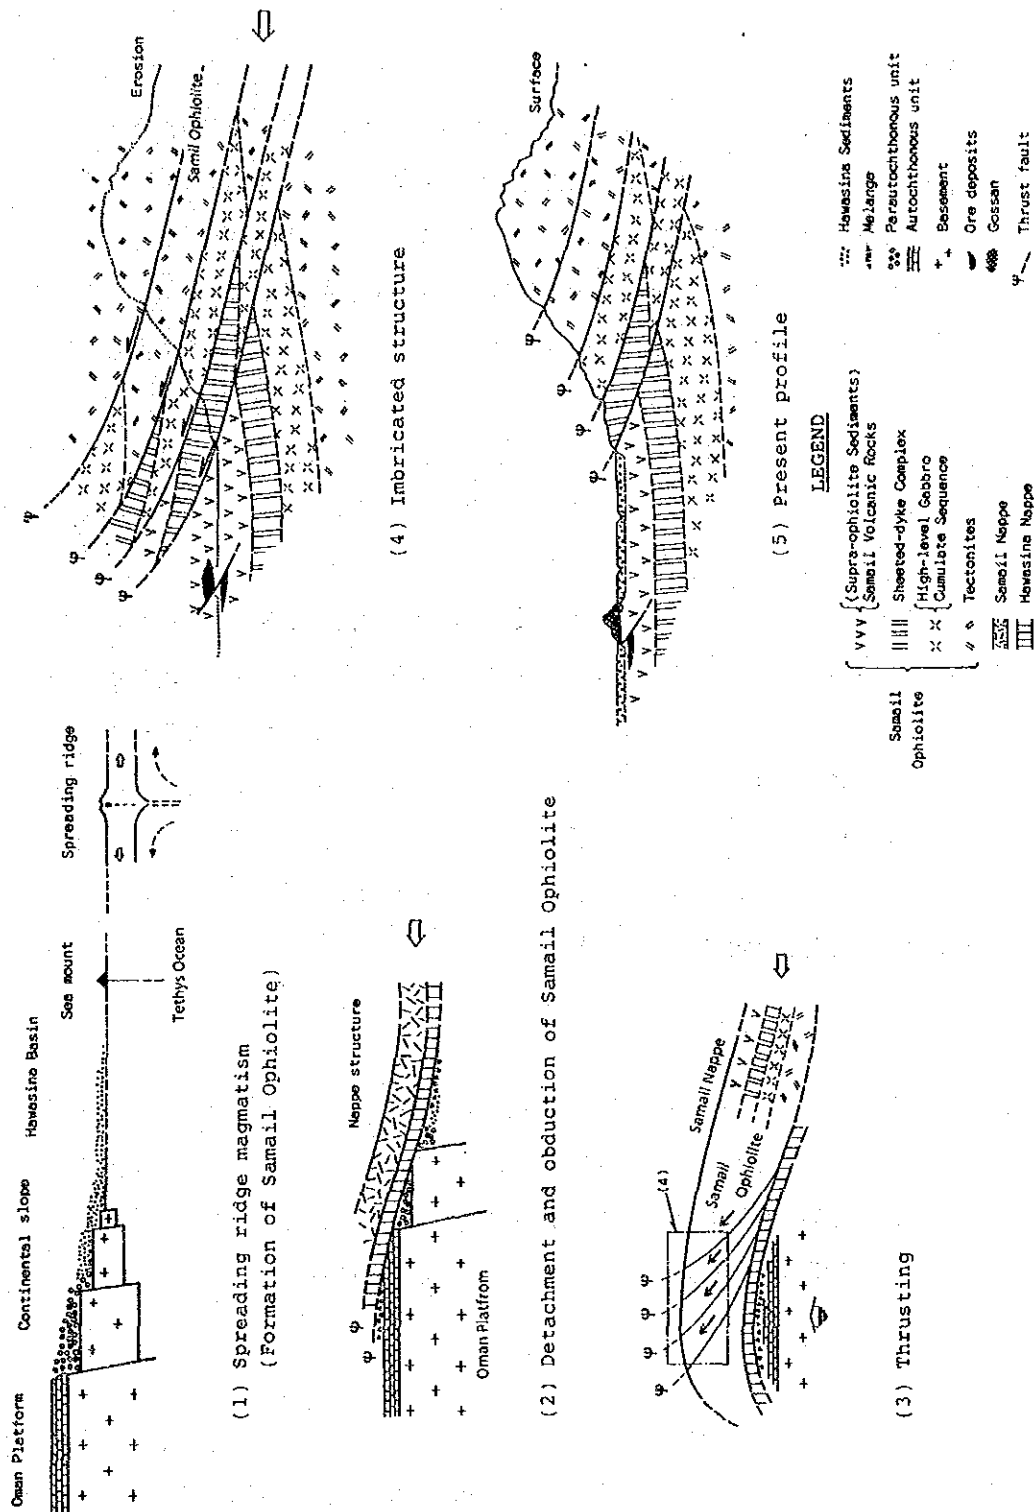 Oman Platform
Continental slope
Hawasina Basin
Sea mount
Spreading ridge
Tethys Ocean
(1) Spreading ridge magmatism
(Formation of Samail Ophiolite)
Nappe structure
φ
φ
Oman Platfrom
(2) Detachment and obduction of Samail Ophiolite
(4)
φ
φ
φ
φ
Samail Nappe
Samail
Ophiolite
(3) Thrusting
φ
φ
φ
φ
Erosion
Samil Ophiolite
(4) Imbricated structure
φ
φ
φ
φ
Surface
(5) Present profile
LEGEND
Samail
Ophiolite
(Supra-ophiolite Sediments)
Samail Volcanic Rocks
Sheeted-dyke Complex
High-level Gabbro
Cumulate Sequence
Tectonites
Samail Nappe
Hawasina Nappe
Hawasina Sediments
Melange
Parautochthonous unit
Autochthonous unit
Basement
Ore deposits
Gossan
φ Thrust fault